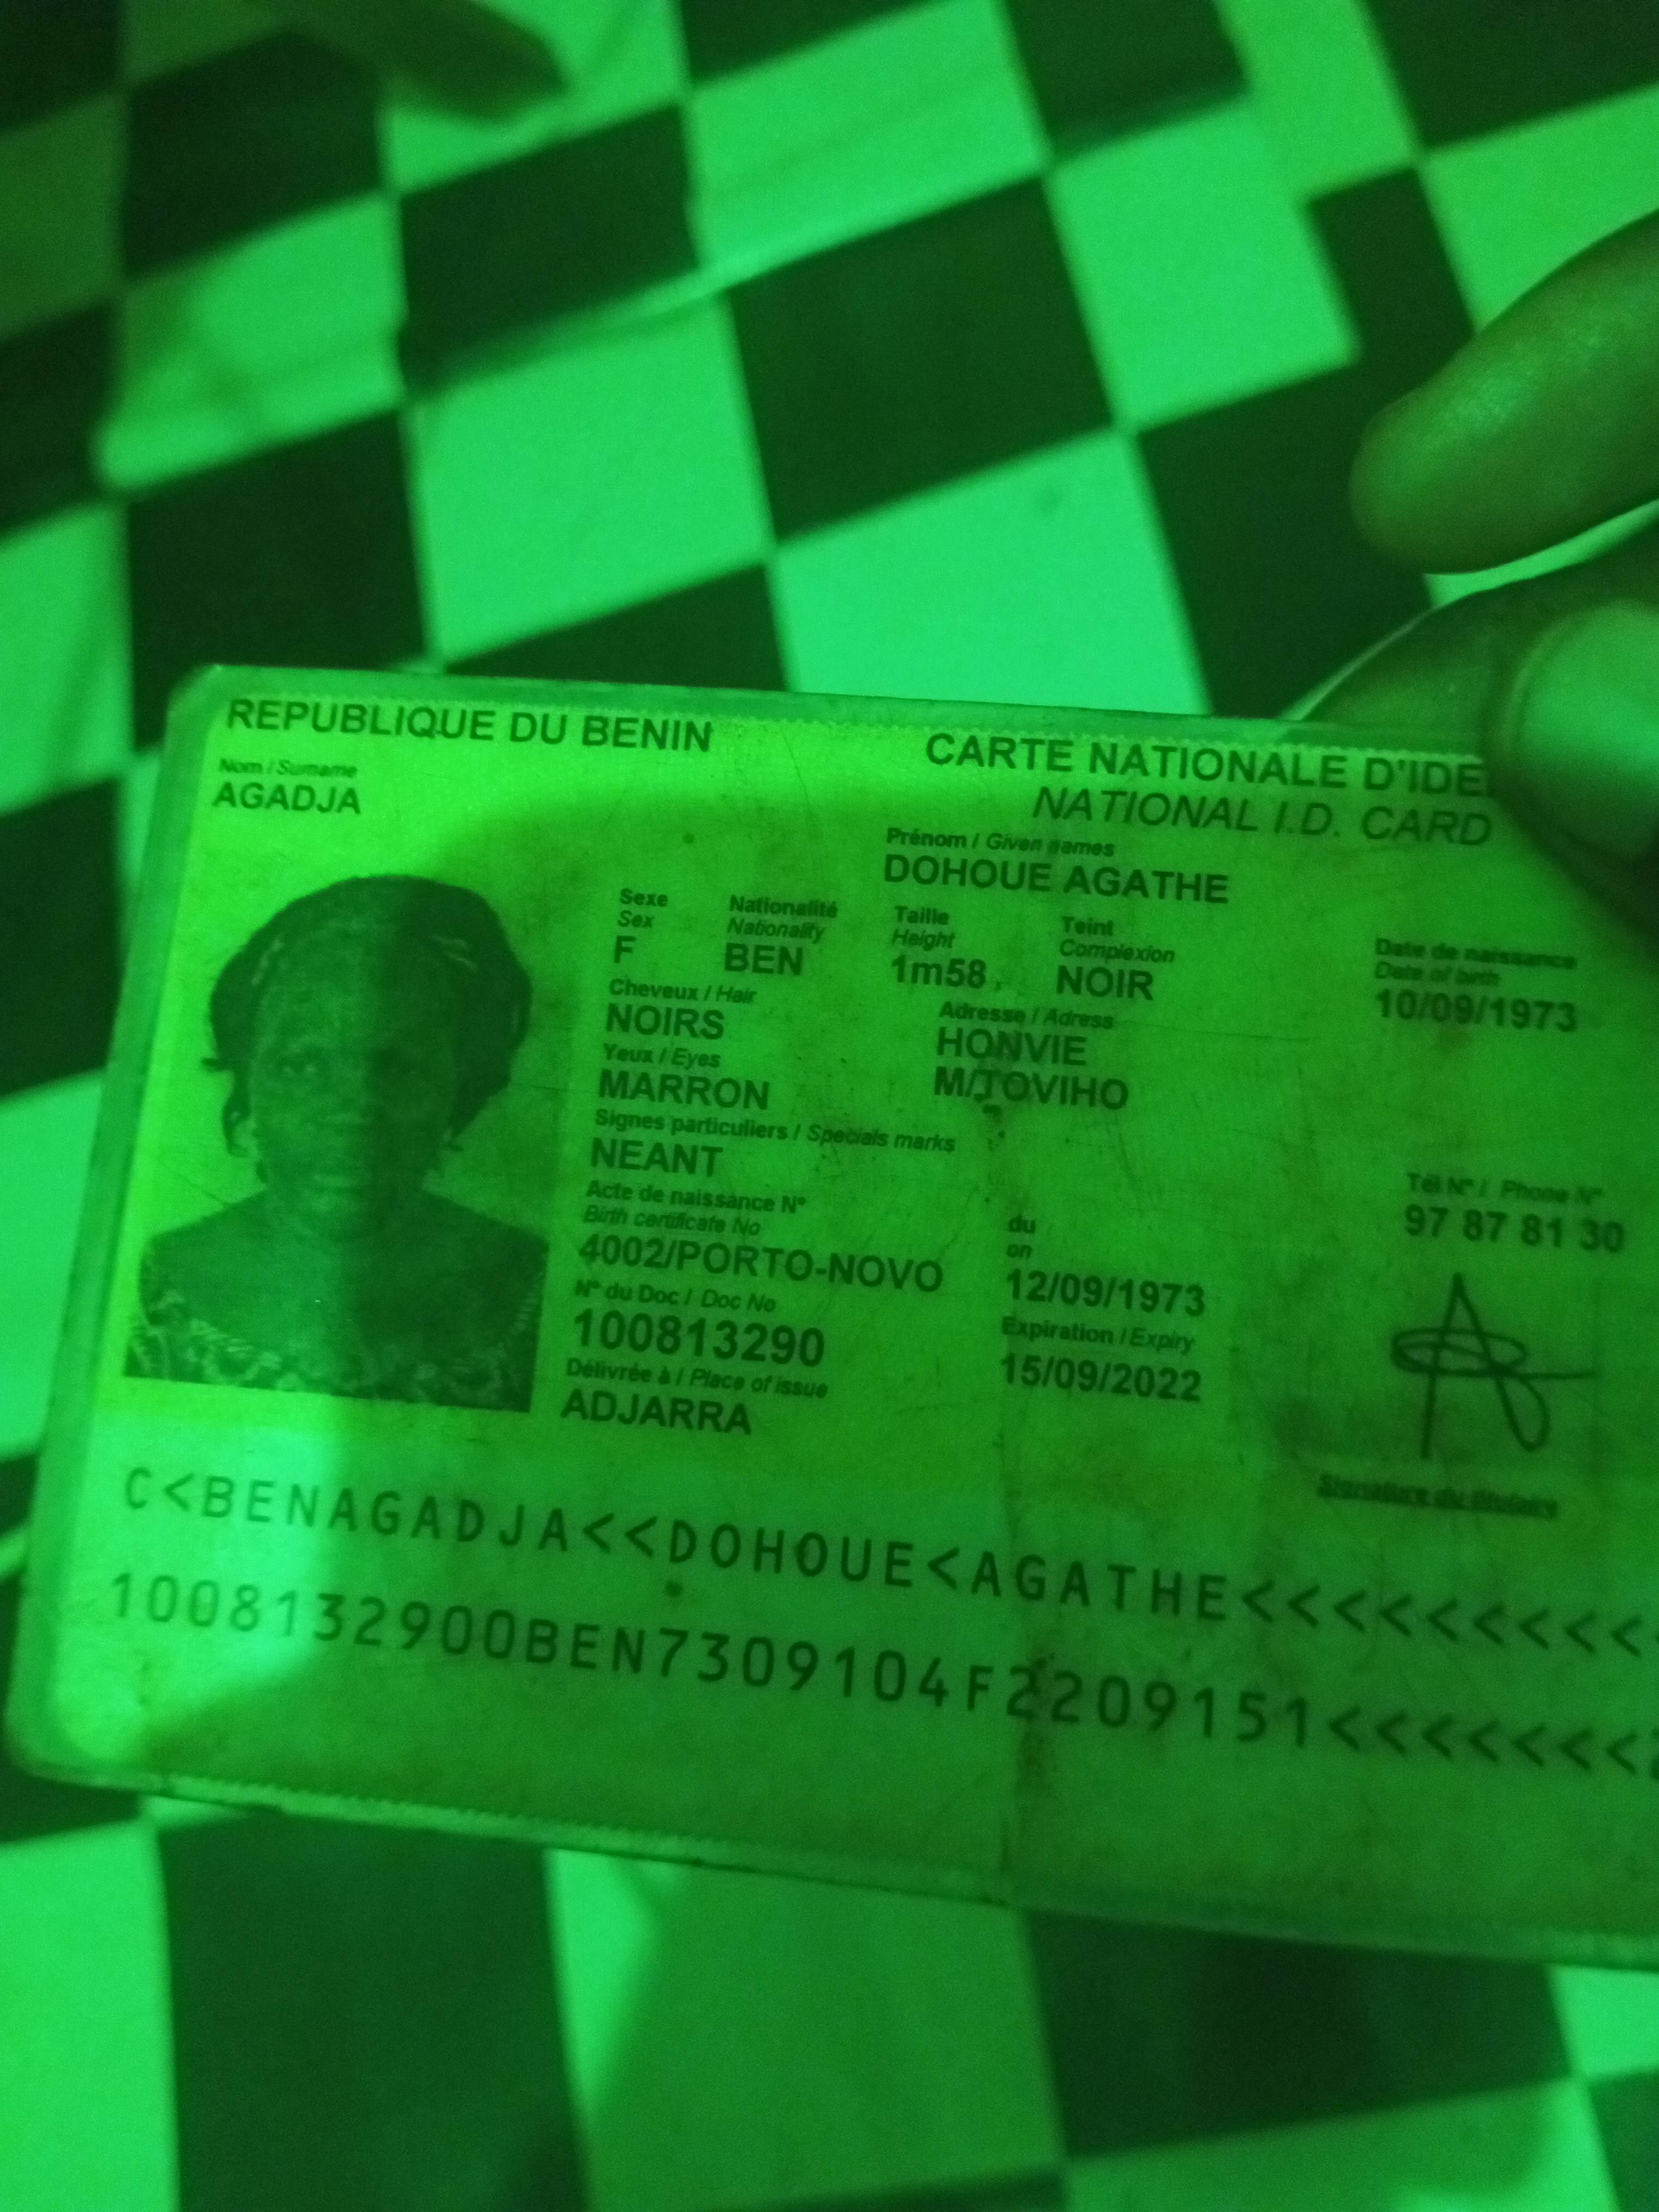 REPUBLIQUE DU BENIN
CARTE NATIONALE D'IDE
NATIONAL I.D. CARD
Nom / Surname
AGADJA
Prénom / Given names
DOHOUE AGATHE
Sexe
Sex
F
Nationalité
Nationality
BEN
Taille
Height
1m58
Teint
Complexion
NOIR
Date de naissance
Date of birth
10/09/1973
Cheveux / Hair
NOIRS
Adresse / Adress
HONVIE
M/TOVIHO
Yeux / Eyes
MARRON
Signes particuliers / Specials marks
NEANT
Tél N° / Phone N°
97 87 81 30
Acte de naissance N°
Birth certificate No
4002/PORTO-NOVO
du
on
12/09/1973
N° du Doc / Doc No
100813290
Expiration / Expiry
15/09/2022
Délivrée à / Place of issue
ADJARRA
Signature du titulaire
C<BENAGADJA<<DOHOUE<AGATHE<<<<<<<<<<
1008132900BEN7309104F2209151<<<<<<<